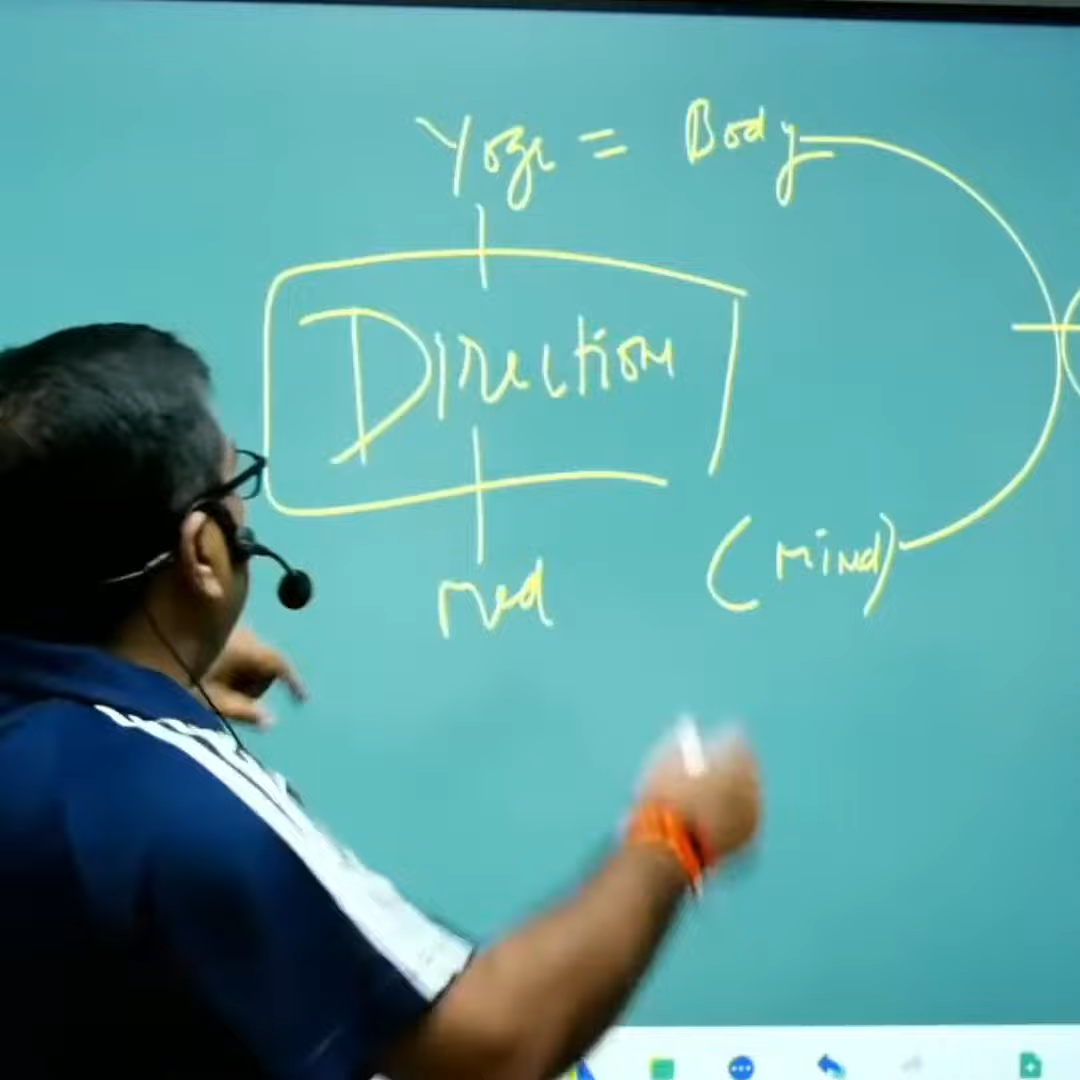 Yoga = Body
Direction
(Mind)